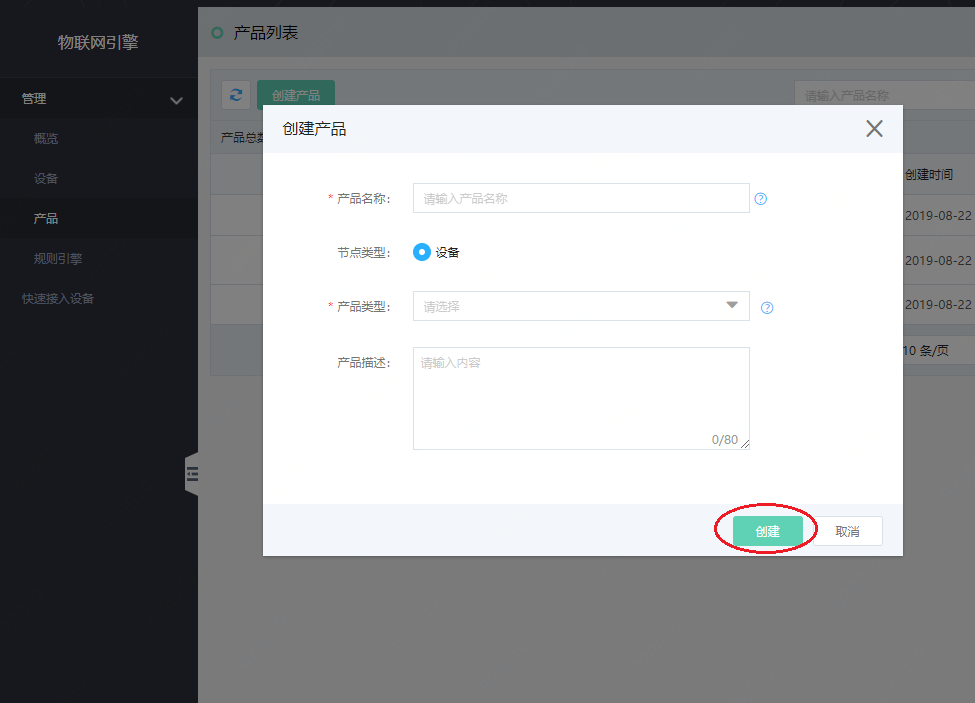 物联网引擎
管理
概览
设备
产品
规则引擎
快速接入设备
产品列表
创建产品
请输入产品名称
产品总数
创建时间
2019-08-22
2019-08-22
2019-08-22
10 条/页
创建产品
* 产品名称:
请输入产品名称
节点类型:
设备
* 产品类型:
请选择
产品描述:
请输入内容
0/80
创建
取消